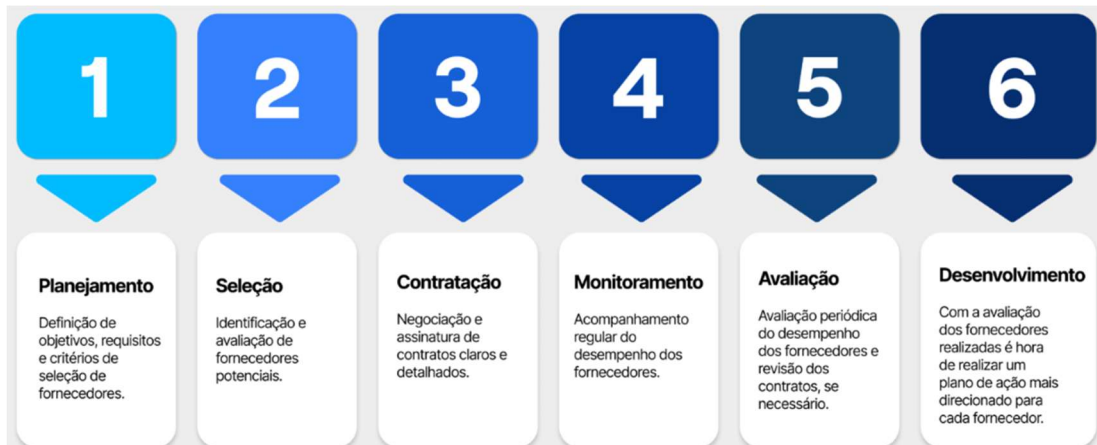 1
2
3
4
5
6
Planejamento
Definição de
objetivos, requisitos
e critérios de
seleção de
fornecedores.
Seleção
Identificação e
avaliação de
fornecedores
potenciais.
Contratação
Negociação e
assinatura de
contratos claros e
detalhados.
Monitoramento
Acompanhamento
regular do
desempenho dos
fornecedores.
Avaliação
Avaliação periódica
do desempenho
dos fornecedores e
revisão dos
contratos, se
necessário.
Desenvolvimento
Com a avaliação
dos fornecedores
realizadas é hora
de realizar um
plano de ação mais
direcionado para
cada fornecedor.